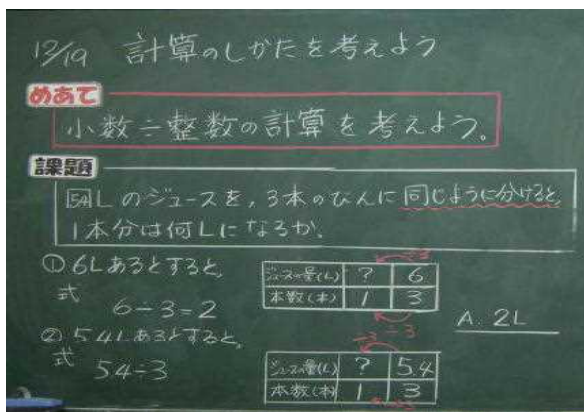 12/19 計算のしかたを考えよう
めあて
小数÷整数の計算を考えよう。
課題
5.4Lのジュースを,3本のびんに同じように分けると,
1本分は何Lになるか.
① 6Lあるとすると,
式
6÷3=2
÷3
ジュースの量(L) ? 6
本数(本) 1 3
÷3
A. 2L
② 5.4Lあるとすると,
式 5.4÷3
÷3
ジュースの量(L) ? 5.4
本数(本) 1 3
÷3